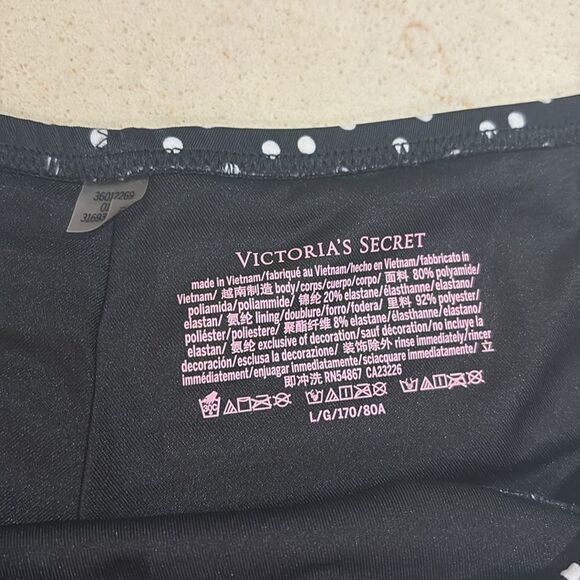 36017269
01
31693
VICTORIA'S SECRET
made in Vietnam/fabriqué au Vietnam/hecho en Vietnam/fabbricato in
Vietnam/ 越南制造 body/corps/cuerpo/corpo/ 面料 80% polyamide/
poliamida/poliammide/ 锦纶 20% elastane/élasthanne/elastano/
elastan/ 氨纶 lining/doublure/forro/fodera/ 里料 92% polyester/
poliéster/poliestere/ 聚酯纤维 8% elastane/élasthanne/elastano/
elastan/ 氨纶 exclusive of decoration/sauf décoration/no incluye la
decoración/esclusa la decorazione/ 装饰除外 rinse immediately/rincer
immédiatement/enjuagar inmediatamente/sciacquare immediatamente/ 立
即冲洗 RN54867 CA23226
30C
L/G/170/80A